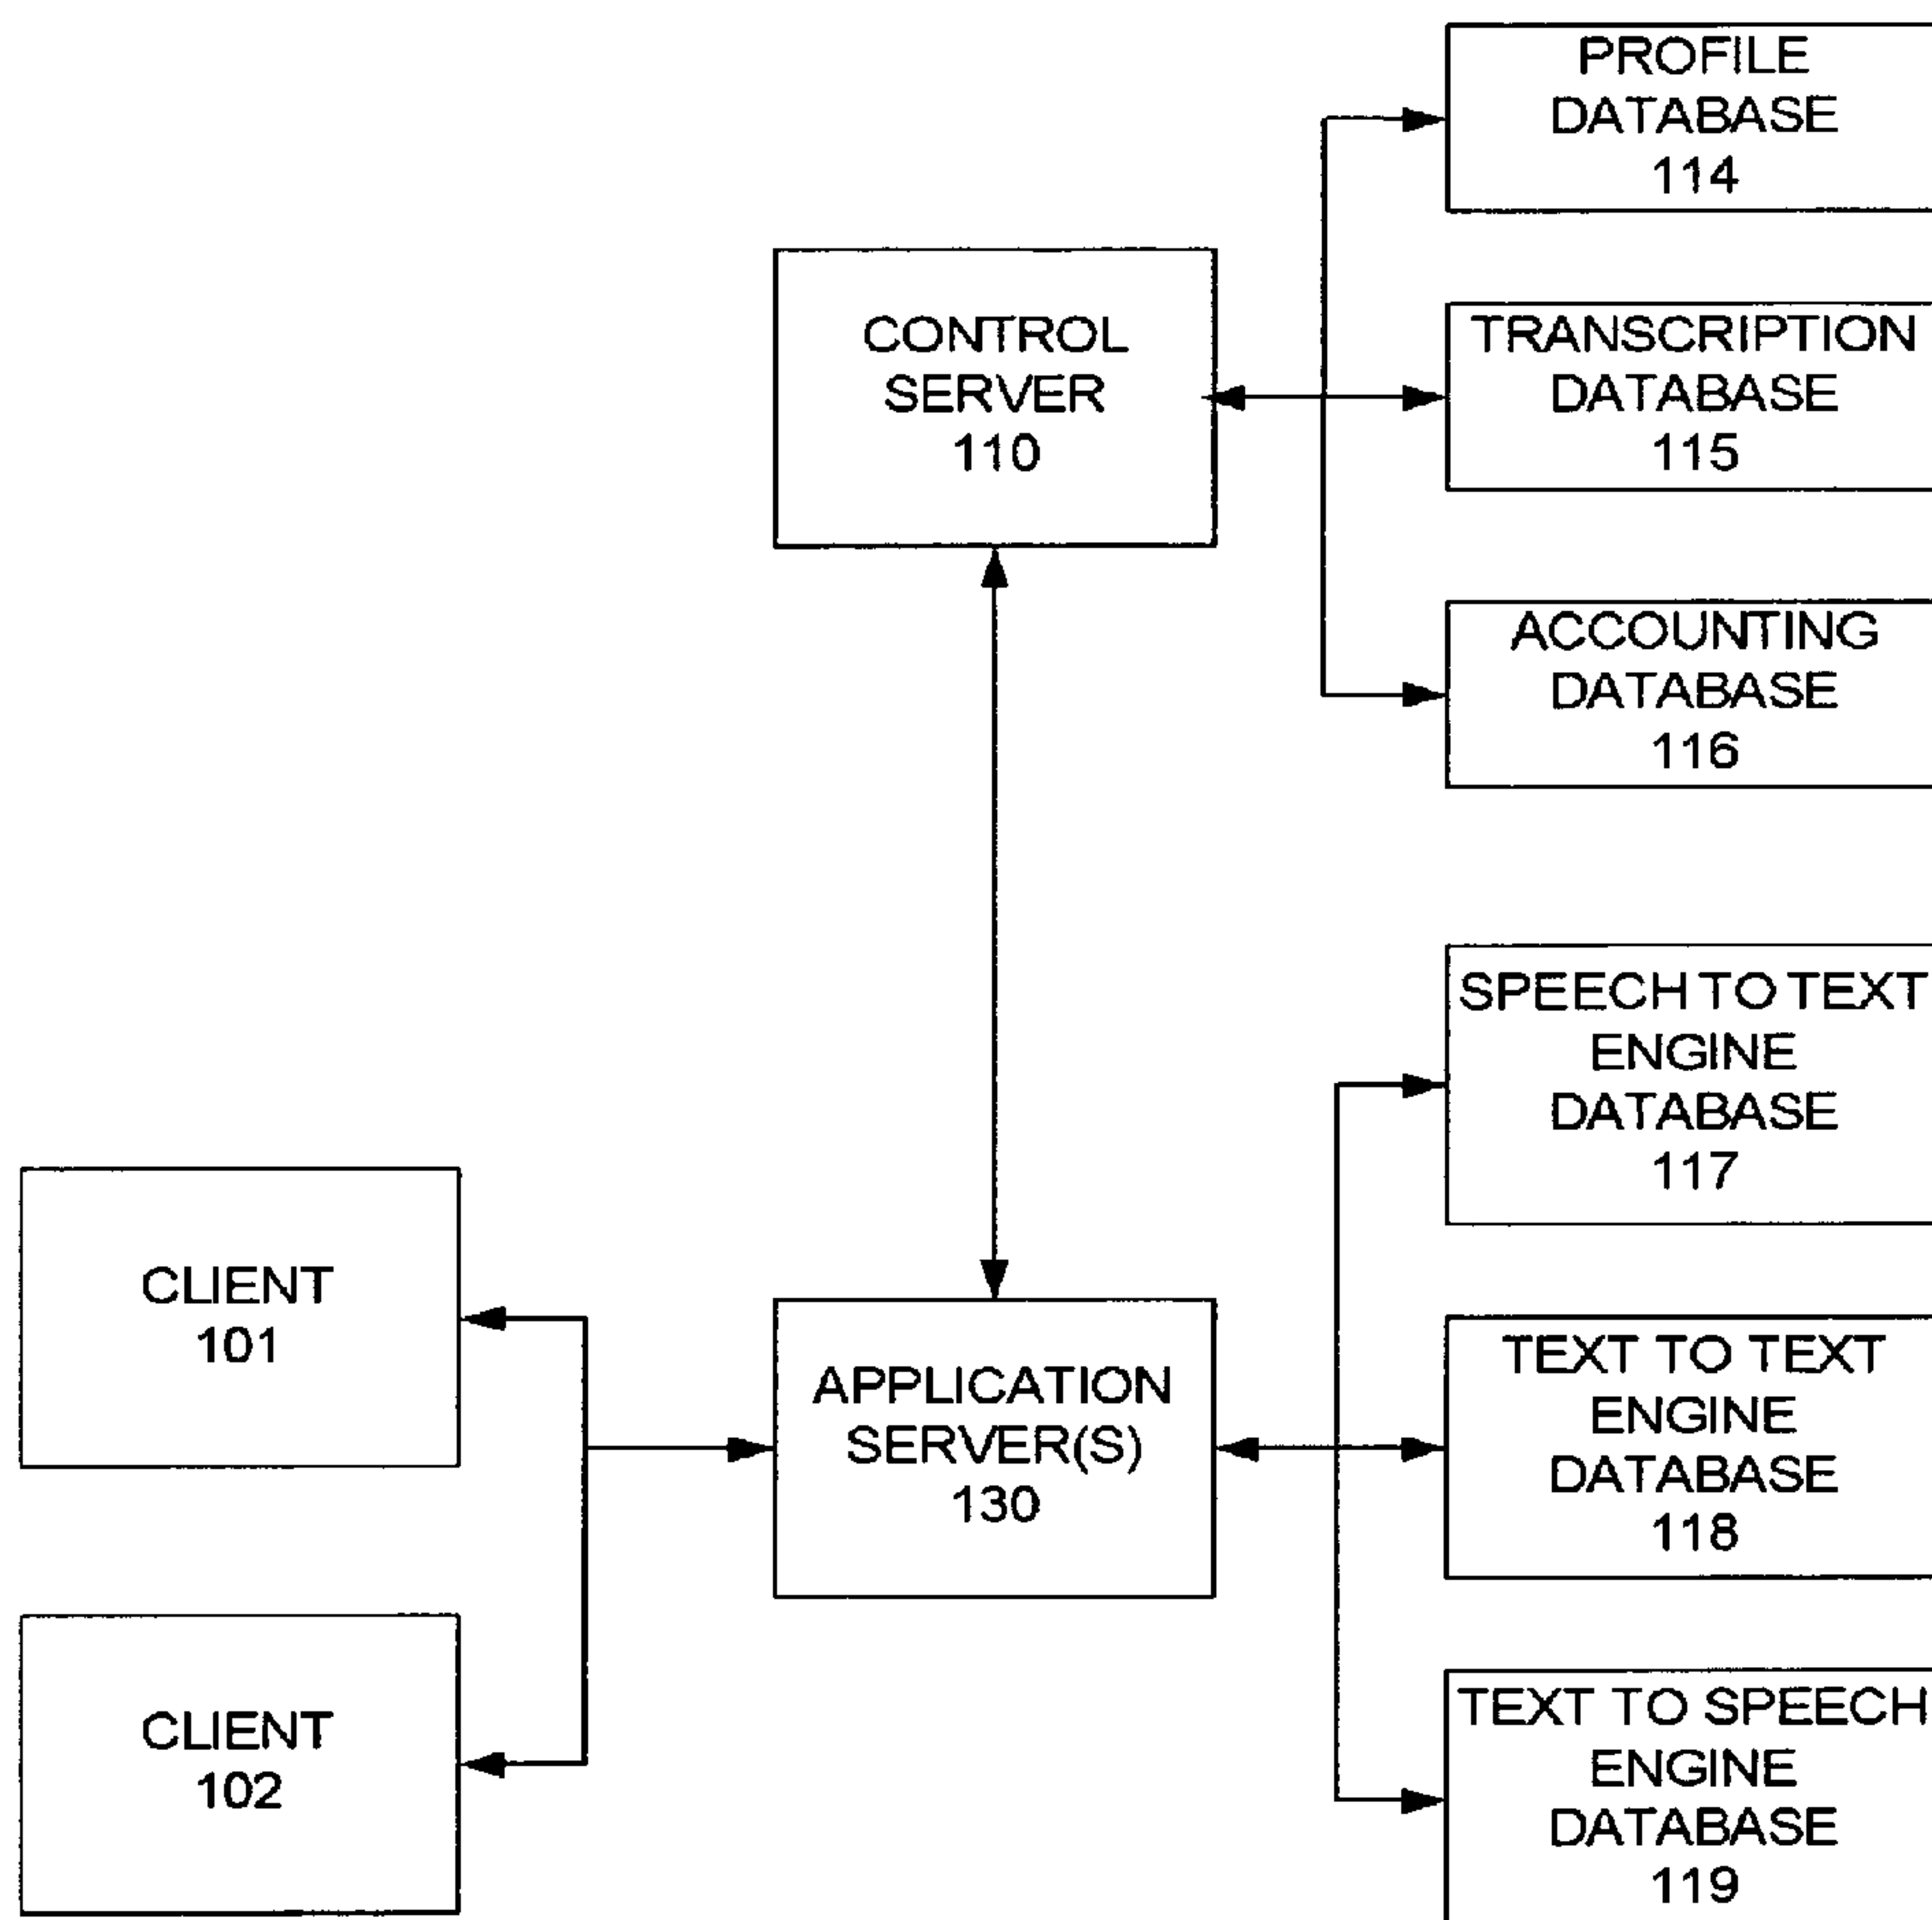 PROFILE
DATABASE
114
CONTROL
SERVER
110
TRANSCRIPTION
DATABASE
115
ACCOUNTING
DATABASE
116
SPEECH TO TEXT
ENGINE
DATABASE
117
CLIENT
101
APPLICATION
SERVER(S)
130
TEXT TO TEXT
ENGINE
DATABASE
118
CLIENT
102
TEXT TO SPEECH
ENGINE
DATABASE
119